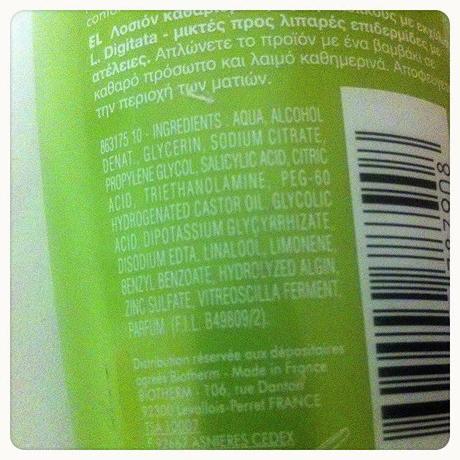 κους με εκχύλισμα
EL Λοσιόν καθαρισμού
L. Digitata - μικτές προς λιπαρές επιδερμίδες με
ατέλειες. Απλώνετε το προϊόν με ένα βαμβάκι σε
καθαρό πρόσωπο και λαιμό καθημερινά. Αποφεύγετε
την περιοχή των ματιών.
863175 10 - INGREDIENTS : AQUA, ALCOHOL
DENAT., GLYCERIN, SODIUM CITRATE,
PROPYLENE GLYCOL, SALICYLIC ACID, CITRIC
ACID, TRIETHANOLAMINE, PEG-60
HYDROGENATED CASTOR OIL, GLYCOLIC
ACID, DIPOTASSIUM GLYCYRRHIZATE,
DISODIUM EDTA, LINALOOL, LIMONENE,
BENZYL BENZOATE, HYDROLYZED ALGIN,
ZINC SULFATE, VITREOSCILLA FERMENT,
PARFUM (F.I.L. B49809/2).
Distribution réservée aux dépositaires
agréés Biotherm - Made in France
BIOTHERM - 106, rue Danton
92300 Levallois-Perret FRANCE
F 92667 ASNIERES CEDEX